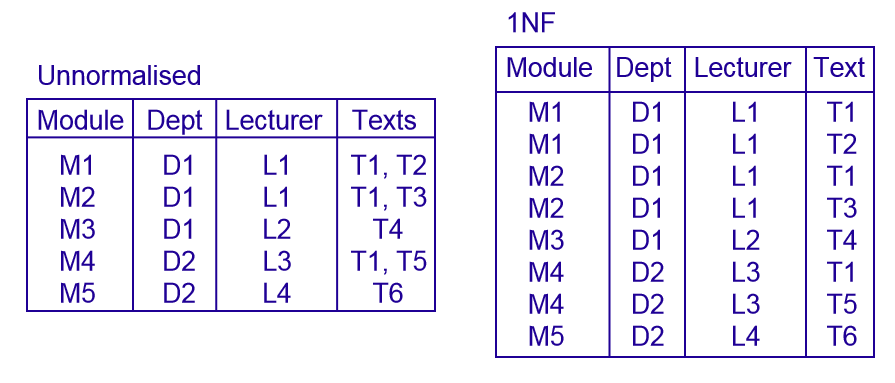 Unnormalised
Module Dept Lecturer Texts
M1 D1 L1 T1, T2
M2 D1 L1 T1, T3
M3 D1 L2 T4
M4 D2 L3 T1, T5
M5 D2 L4 T6
1NF
Module Dept Lecturer Text
M1 D1 L1 T1
M1 D1 L1 T2
M2 D1 L1 T1
M2 D1 L1 T3
M3 D1 L2 T4
M4 D2 L3 T1
M4 D2 L3 T5
M5 D2 L4 T6